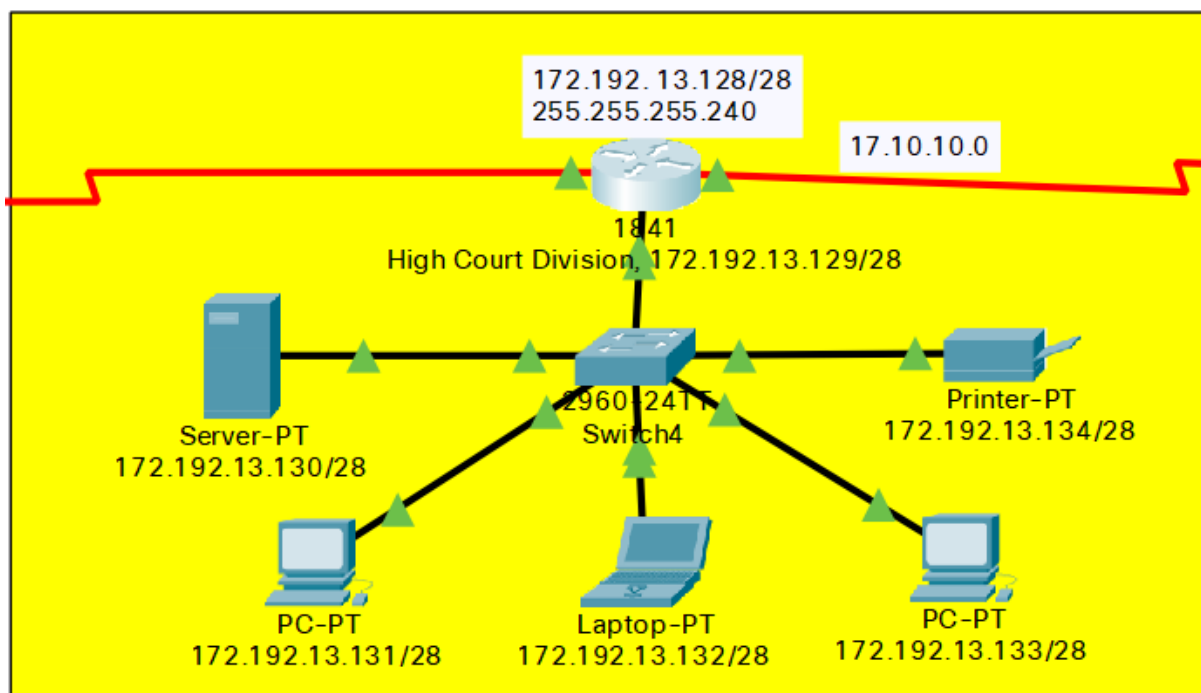 172.192. 13.128/28
255.255.255.240
17.10.10.0
1841
High Court Division, 172.192.13.129/28
2960-24TT
Switch4
Server-PT
172.192.13.130/28
Printer-PT
172.192.13.134/28
PC-PT
172.192.13.131/28
Laptop-PT
172.192.13.132/28
PC-PT
172.192.13.133/28